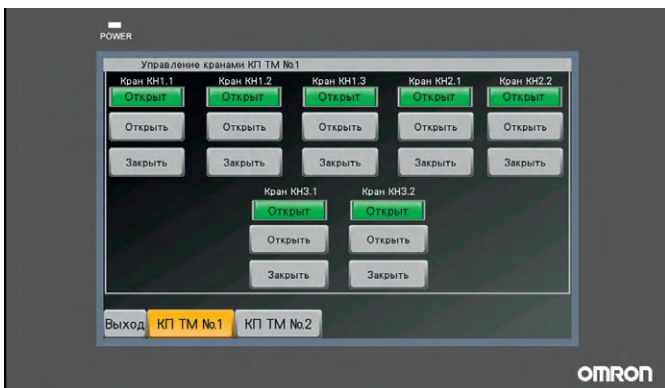 POWER
Управление кранами КП ТМ №1
Кран КН1.1 Кран КН1.2 Кран КН1.3 Кран КН2.1 Кран КН2.2
Открыт Открыт Открыт Открыт Открыт
Открыть Открыть Открыть Открыть Открыть
Закрыть Закрыть Закрыть Закрыть Закрыть
Кран КН3.1 Кран КН3.2
Открыт Открыт
Открыть Открыть
Закрыть Закрыть
Выход КП ТМ №1 КП ТМ №2
OMRON